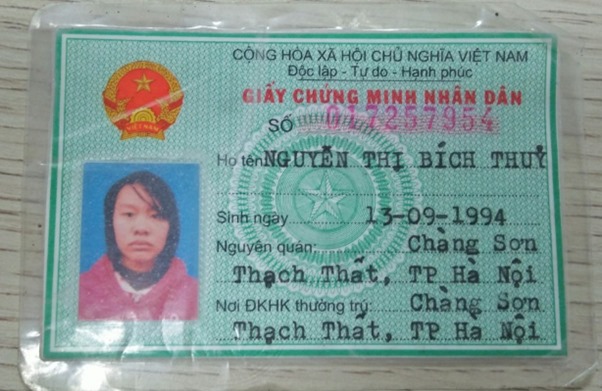 CỘNG HÒA XÃ HỘI CHỦ NGHĨA VIỆT NAM
Độc lập - Tự do - Hạnh phúc
GIẤY CHỨNG MINH NHÂN DÂN
SỐ 017257954
Họ tên NGUYỄN THỊ BÍCH THUỶ
Sinh ngày 13-09-1994
Nguyên quán: Chàng Sơn
Thạch Thất, TP Hà Nội
Nơi ĐKHK thường trú: Chàng Sơn
Thạch Thất, TP Hà Nội
VIỆT NAM